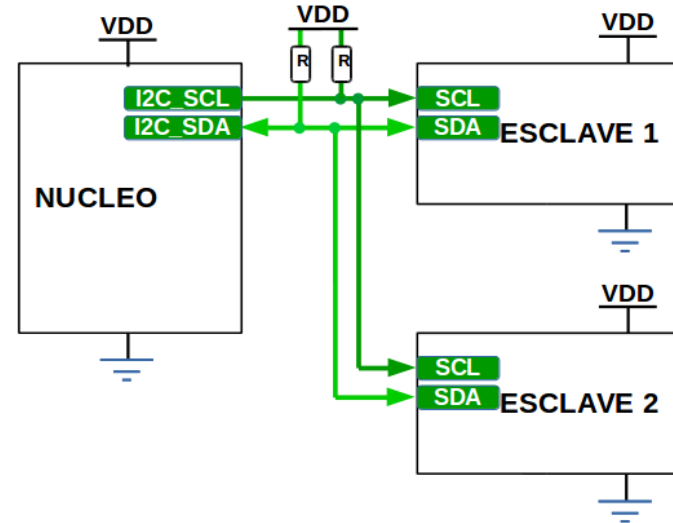 VDD
VDD
VDD
R
R
I2C_SCL
SCL
I2C_SDA
SDA
ESCLAVE 1
NUCLEO
VDD
SCL
SDA
ESCLAVE 2